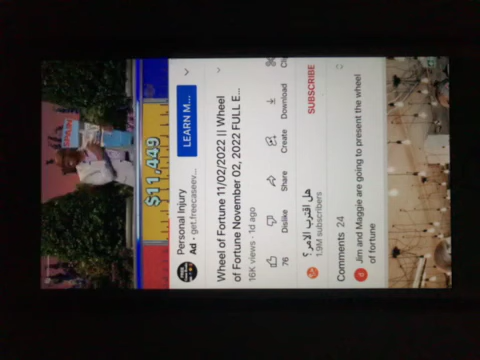 $11,449
Personal Injury
Ad · get.freecaseev...
LEARN M...
Wheel of Fortune 11/02/2022 || Wheel
of Fortune November 02, 2022 FULL E...
16K views · 1d ago
76
Dislike
Share
Create
Download
Cli
هل اقترب الامر؟
1.9M subscribers
SUBSCRIBE
Comments 24
Jim and Maggie are going to present the wheel
of fortune